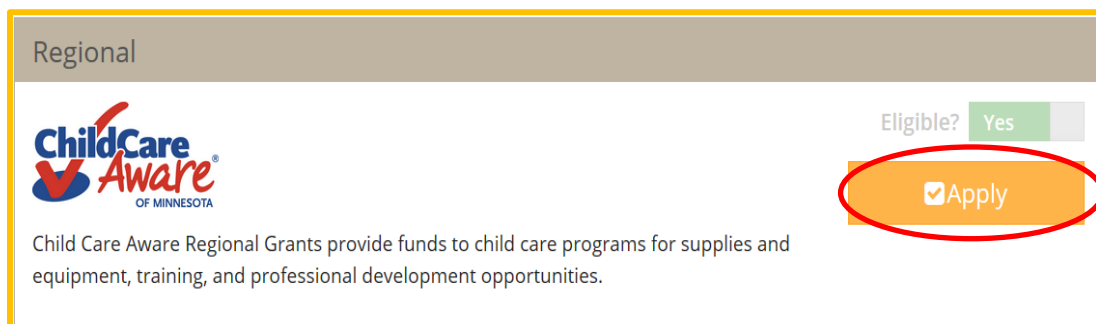 Regional
ChildCare
Aware®
OF MINNESOTA
Eligible? Yes
Apply
Child Care Aware Regional Grants provide funds to child care programs for supplies and
equipment, training, and professional development opportunities.